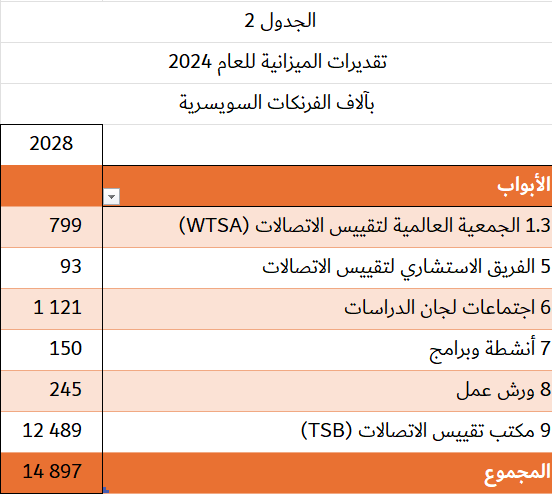 الجدول 2
تقديرات الميزانية للعام 2024
بآلاف الفرنكات السويسرية
2028
الأبواب
1.3 الجمعية العالمية لتقييس الاتصالات (WTSA) 799
5 الفريق الاستشاري لتقييس الاتصالات 93
6 اجتماعات لجان الدراسات 1 121
7 أنشطة وبرامج 150
8 ورش عمل 245
9 مكتب تقييس الاتصالات (TSB) 12 489
المجموع 14 897